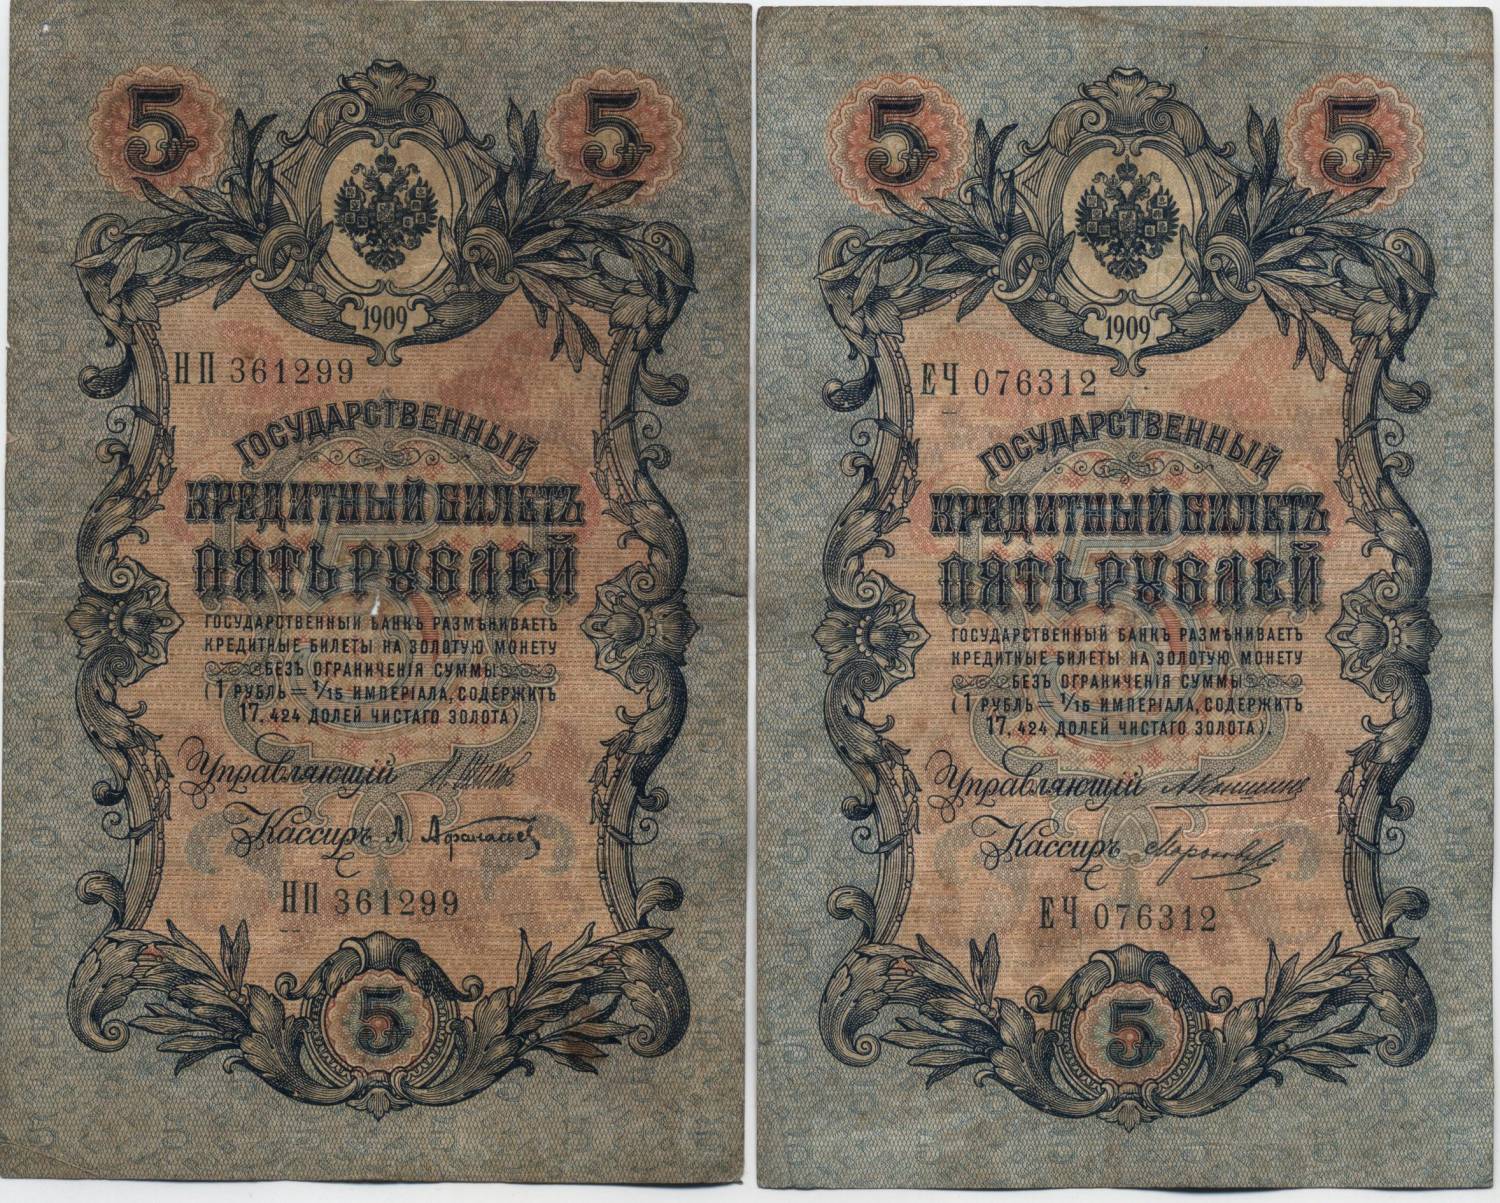 5 5
1909
НП 361299
ГОСУДАРСТВЕННЫЙ
КРЕДИТНЫЙ БИЛЕТЪ
ПЯТЬ РУБЛЕЙ
ГОСУДАРСТВЕННЫЙ БАНКЪ РАЗМѢНИВАЕТЪ
КРЕДИТНЫЕ БИЛЕТЫ НА ЗОЛОТУЮ МОНЕТУ
БЕЗЪ ОГРАНИЧЕНІЯ СУММЫ
(1 РУБЛЬ = 1/15 ИМПЕРІАЛА, СОДЕРЖИТЪ
17,424 ДОЛЕЙ ЧИСТАГО ЗОЛОТА).
Управляющій
Кассиръ А. Афанасьев
НП 361299
5
5 5
1909
ЕЧ 076312
ГОСУДАРСТВЕННЫЙ
КРЕДИТНЫЙ БИЛЕТЪ
ПЯТЬ РУБЛЕЙ
ГОСУДАРСТВЕННЫЙ БАНКЪ РАЗМѢНИВАЕТЪ
КРЕДИТНЫЕ БИЛЕТЫ НА ЗОЛОТУЮ МОНЕТУ
БЕЗЪ ОГРАНИЧЕНІЯ СУММЫ
(1 РУБЛЬ = 1/15 ИМПЕРІАЛА, СОДЕРЖИТЪ
17,424 ДОЛЕЙ ЧИСТАГО ЗОЛОТА).
Управляющій
Кассиръ
ЕЧ 076312
5